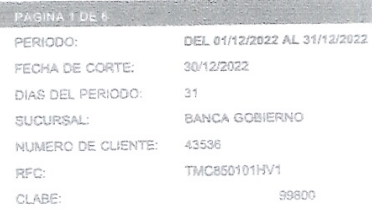 PAGINA 1 DE 6
PERIODO: DEL 01/12/2022 AL 31/12/2022
FECHA DE CORTE: 30/12/2022
DIAS DEL PERIODO: 31
SUCURSAL: BANCA GOBIERNO
NUMERO DE CLIENTE: 43536
RFC: TMC850101HV1
CLABE: 99800